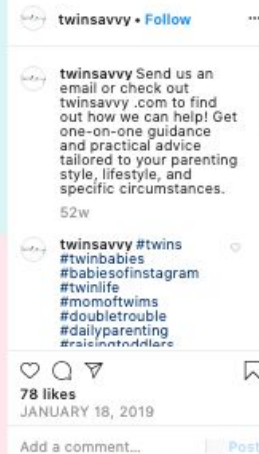 twinsavvy • Follow
twinsavvy Send us an
email or check out
twinsavvy .com to find
out how we can help! Get
one-on-one guidance
and practical advice
tailored to your parenting
style, lifestyle, and
specific circumstances.
52w
twinsavvy #twins
#twinbabies
#babiesofinstagram
#twinlife
#momoftwims
#doubletrouble
#dailyparenting
#raisingtoddlers
78 likes
JANUARY 18, 2019
Add a comment... Post